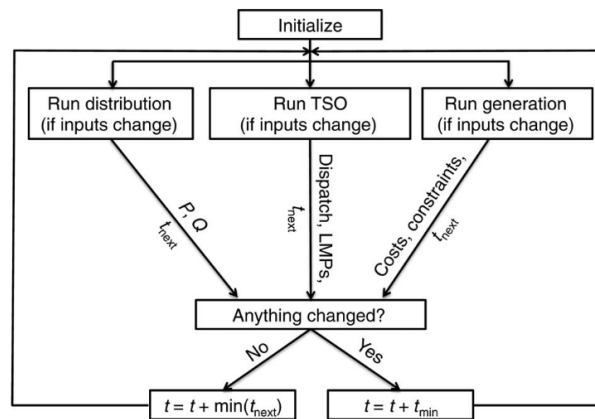 Initialize
Run distribution
(if inputs change)
Run TSO
(if inputs change)
Run generation
(if inputs change)
P, Q
t_next
Dispatch, LMPs,
t_next
Costs, constraints,
t_next
Anything changed?
No
Yes
t = t + min(t_next)
t = t + t_min